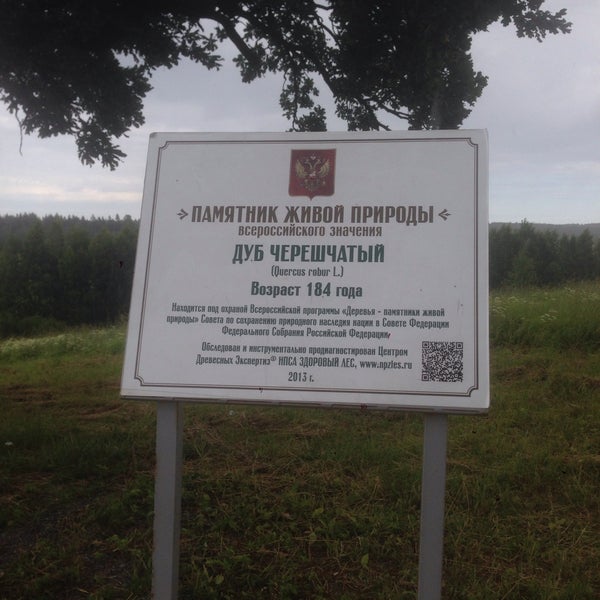 ПАМЯТНИК ЖИВОЙ ПРИРОДЫ
всероссийского значения
ДУБ ЧЕРЕШЧАТЫЙ
(Quercus robur L.)
Возраст 184 года
Находится под охраной Всероссийской программы «Деревья - памятники живой
природы» Совета по сохранению природного наследия нации в Совете Федерации
Федерального Собрания Российской Федерации.
Обследован и инструментально продиагностирован Центром
Древесных Экспертиз® НПСА ЗДОРОВЫЙ ЛЕС, www.npzles.ru
2013 г.